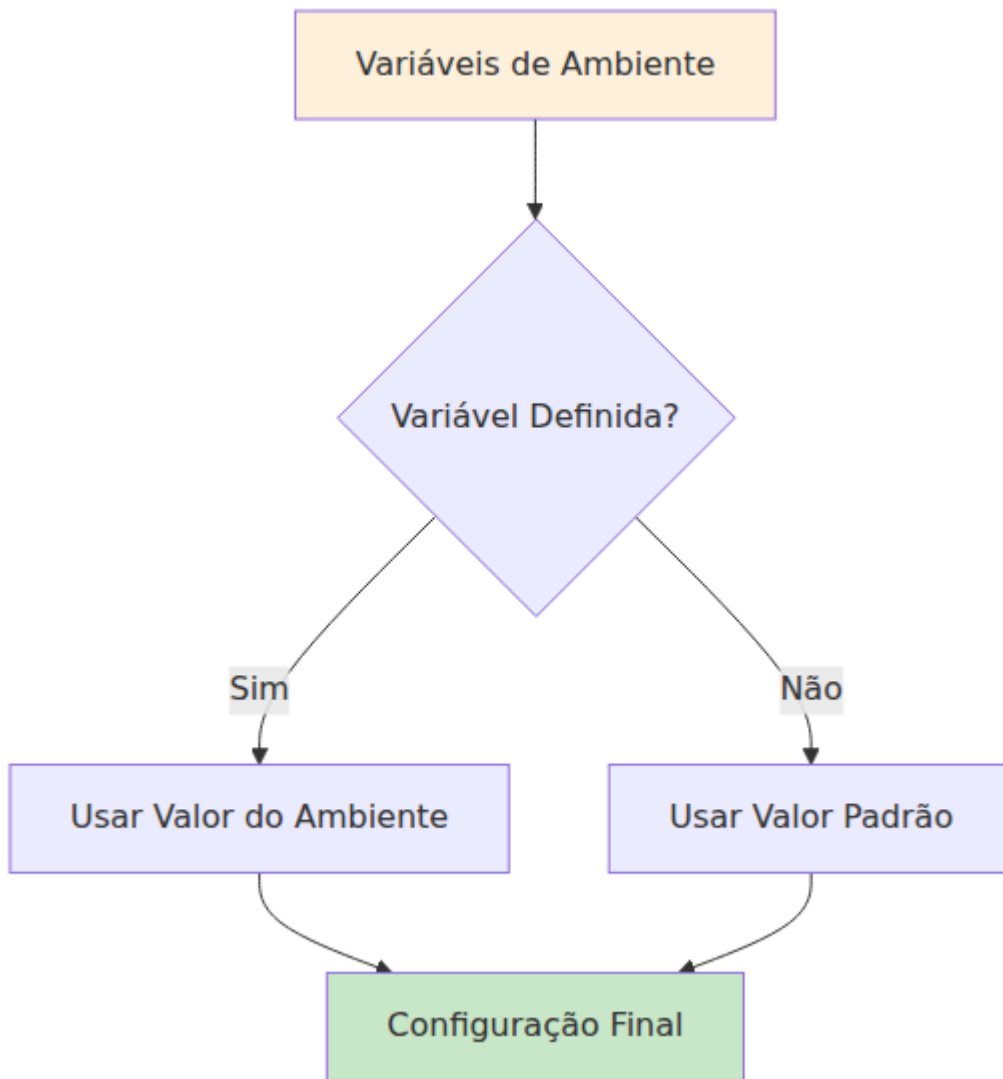 Variáveis de Ambiente
Variável Definida?
Sim
Não
Usar Valor do Ambiente
Usar Valor Padrão
Configuração Final